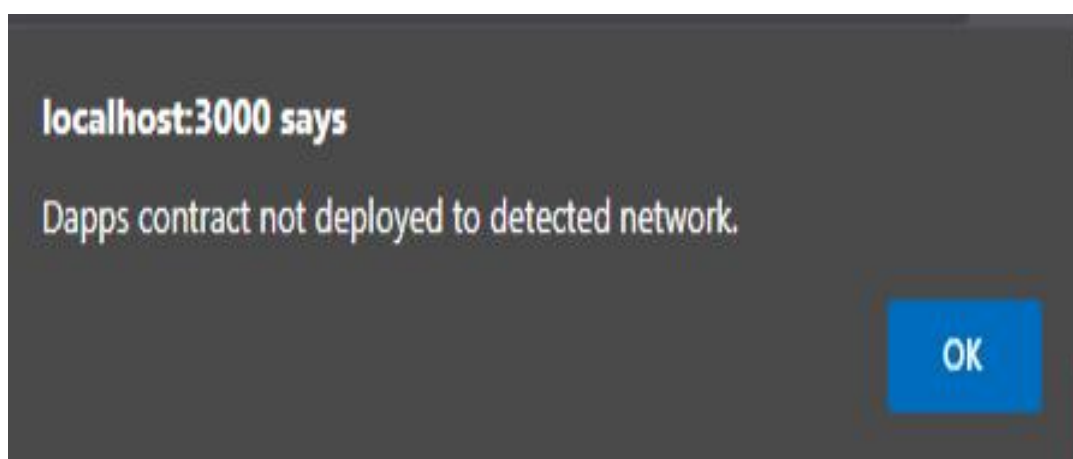 localhost:3000 says
Dapps contract not deployed to detected network.
OK